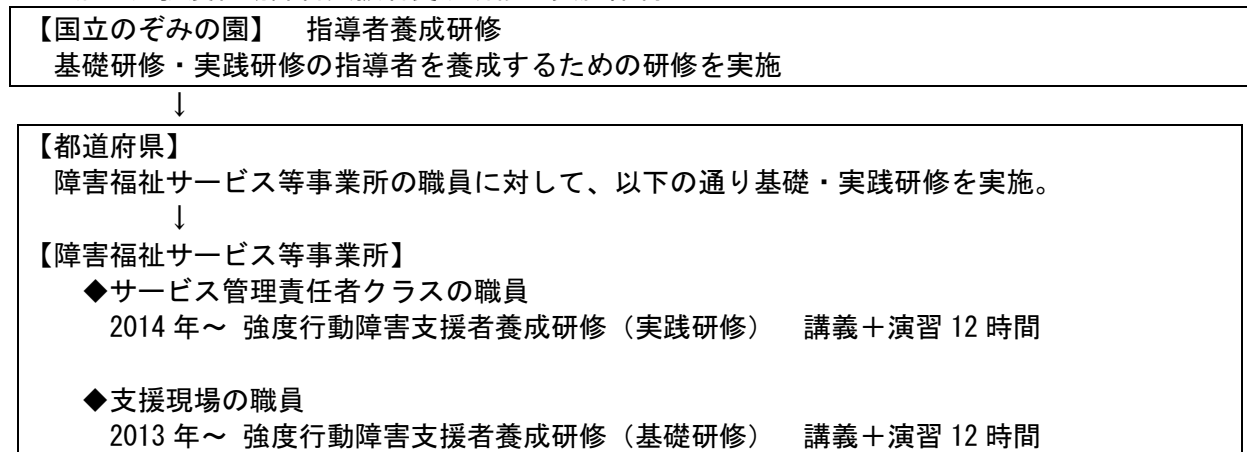 【国立のぞみの園】　指導者養成研修
基礎研修・実践研修の指導者を養成するための研修を実施
↓
【都道府県】
障害福祉サービス等事業所の職員に対して、以下の通り基礎・実践研修を実施。
↓
【障害福祉サービス等事業所】
◆サービス管理責任者クラスの職員
2014 年～ 強度行動障害支援者養成研修（実践研修）　講義＋演習 12 時間
◆支援現場の職員
2013 年～ 強度行動障害支援者養成研修（基礎研修）　講義＋演習 12 時間